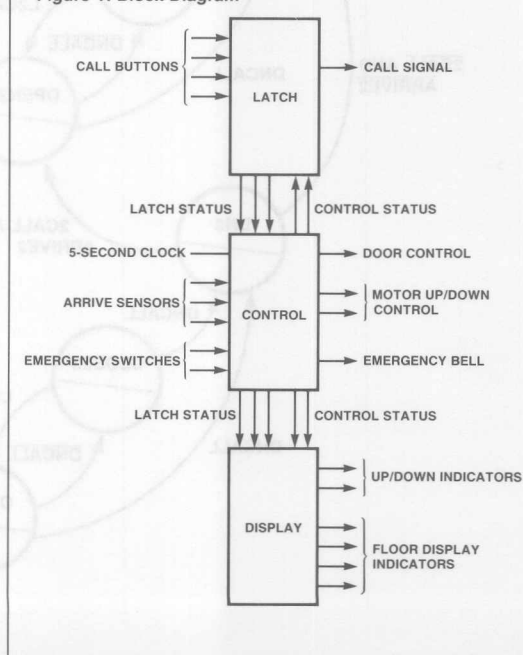 Figure 1. Block Diagram
CALL BUTTONS
CALL SIGNAL
LATCH
LATCH STATUS
CONTROL STATUS
5-SECOND CLOCK
DOOR CONTROL
ARRIVE SENSORS
CONTROL
MOTOR UP/DOWN
CONTROL
EMERGENCY SWITCHES
EMERGENCY BELL
LATCH STATUS
CONTROL STATUS
UP/DOWN INDICATORS
DISPLAY
FLOOR DISPLAY
INDICATORS